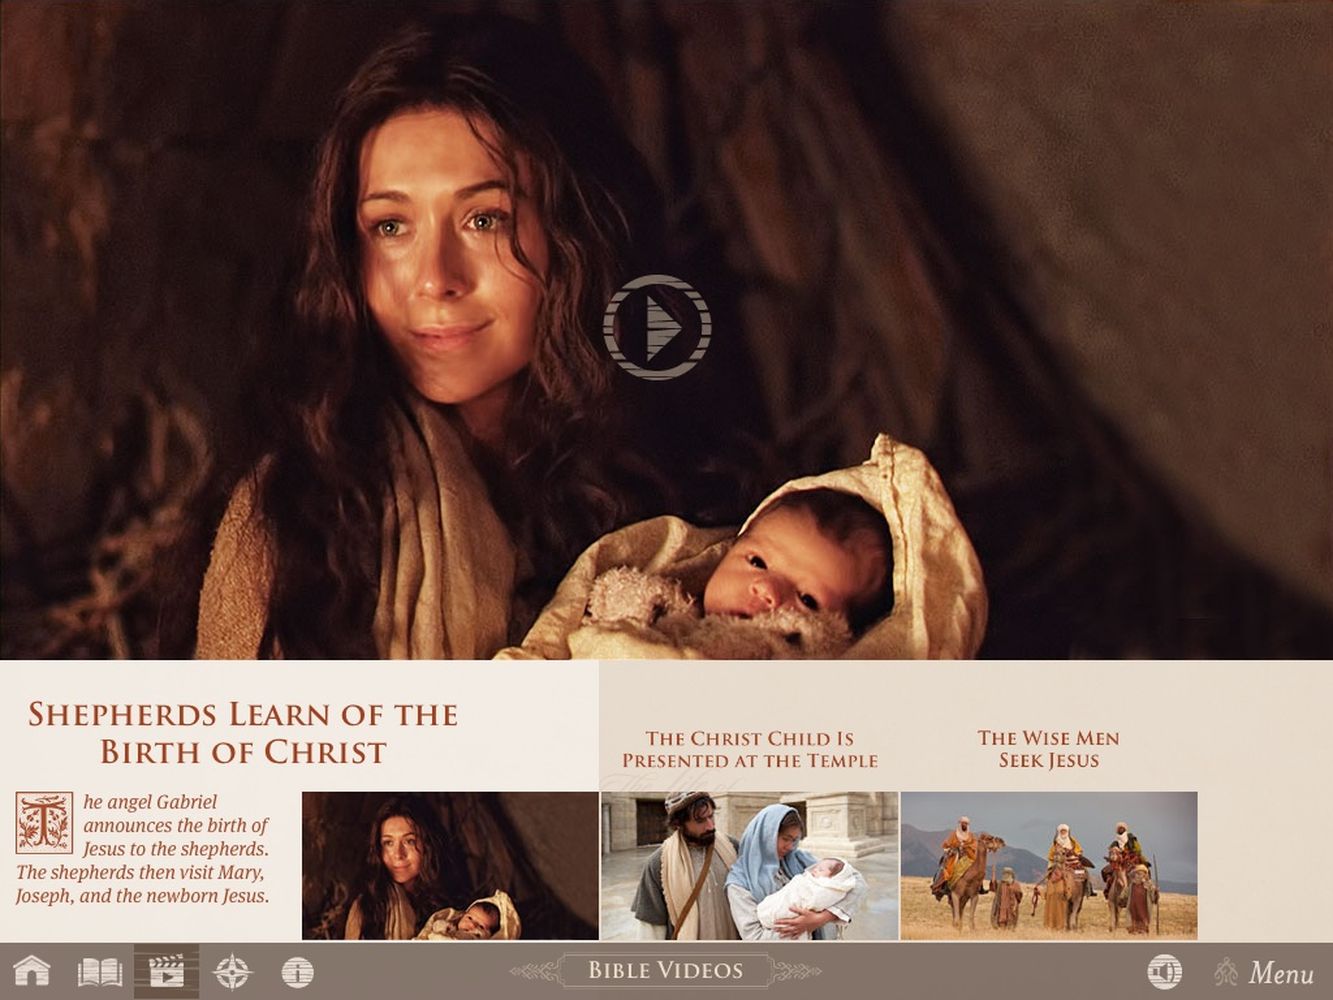 Shepherds Learn of the
Birth of Christ
The angel Gabriel
announces the birth of
Jesus to the shepherds.
The shepherds then visit Mary,
Joseph, and the newborn Jesus.
The Christ Child Is
Presented at the Temple
The Wise Men
Seek Jesus
Bible Videos
Menu